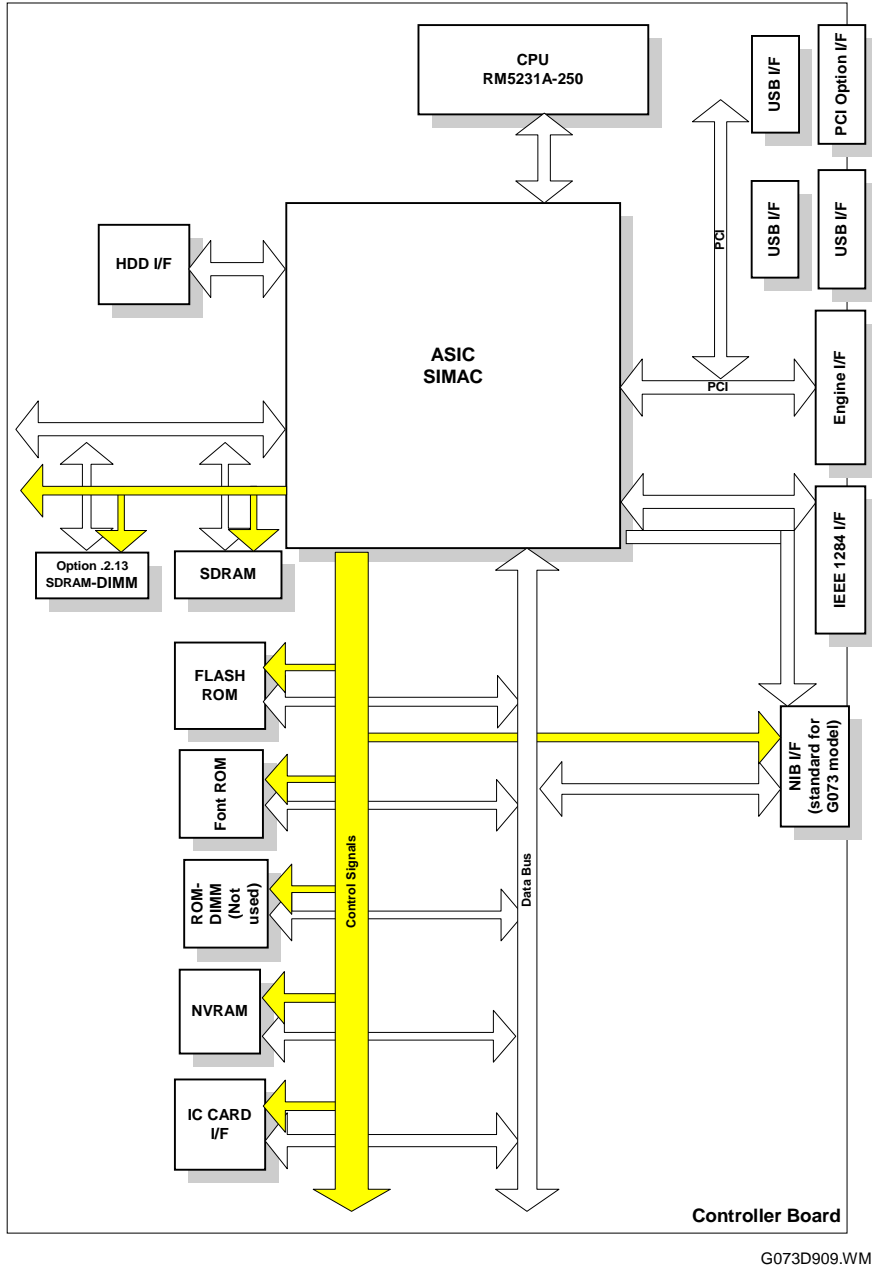 CPU
RM5231A-250
USB I/F
PCI Option I/F
USB I/F
USB I/F
PCI
HDD I/F
ASIC
SIMAC
PCI
Engine I/F
IEEE 1284 I/F
Option .2.13
SDRAM-DIMM
SDRAM
FLASH
ROM
NIB I/F
(standard for
G073 model)
Font ROM
ROM-
DIMM
(Not
used)
Control Signals
Data Bus
NVRAM
IC CARD
I/F
Controller Board
G073D909.WM